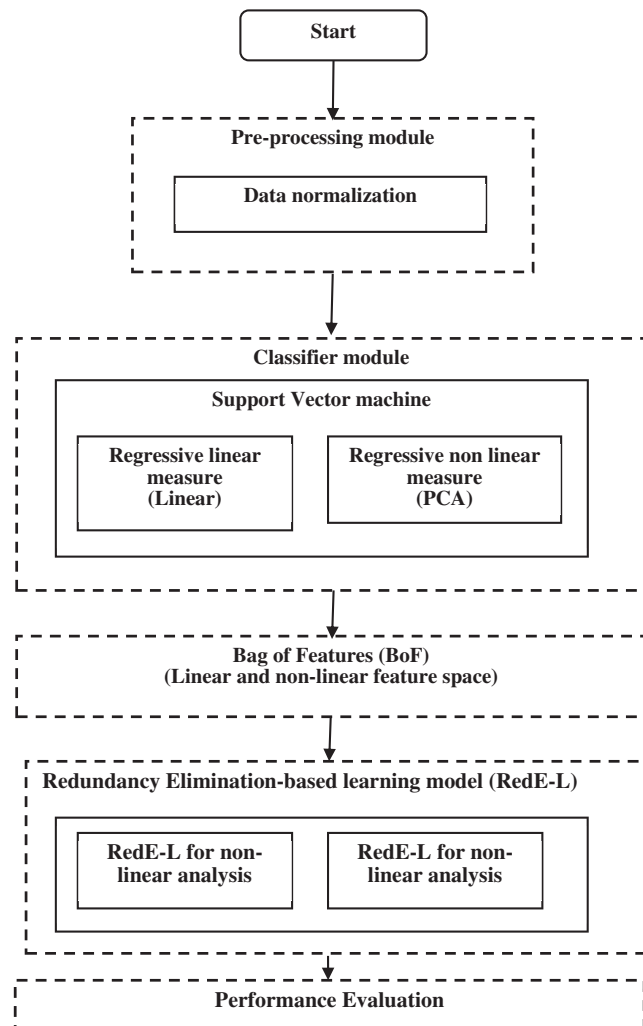 Start
Pre-processing module
Data normalization
Classifier module
Support Vector machine
Regressive linear
measure
(Linear)
Regressive non linear
measure
(PCA)
Bag of Features (BoF)
(Linear and non-linear feature space)
Redundancy Elimination-based learning model (RedE-L)
RedE-L for non-
linear analysis
RedE-L for non-
linear analysis
Performance Evaluation